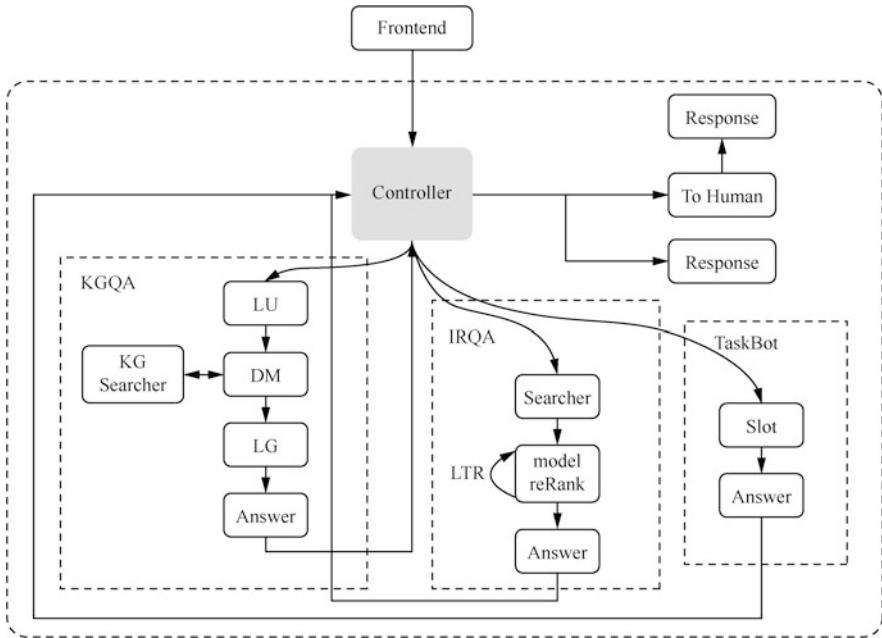 Frontend
Response
Controller
To Human
Response
KGQA
LU
KG
Searcher
DM
LG
Answer
IRQA
Searcher
LTR
model
reRank
Answer
TaskBot
Slot
Answer